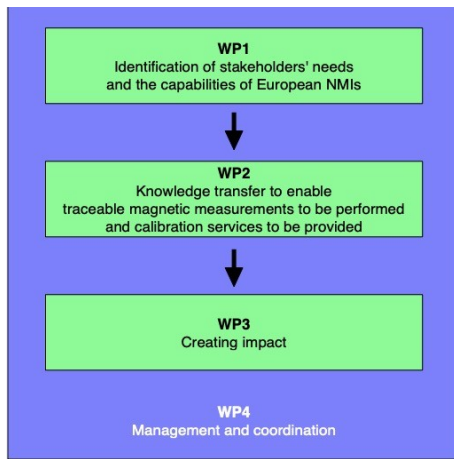 WP1
Identification of stakeholders' needs
and the capabilities of European NMIs
WP2
Knowledge transfer to enable
traceable magnetic measurements to be performed
and calibration services to be provided
WP3
Creating impact
WP4
Management and coordination